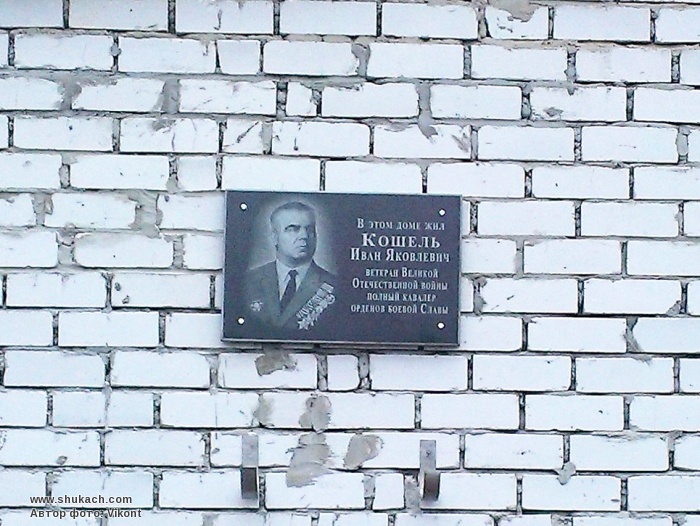 В ЭТОМ ДОМЕ ЖИЛ
КОШЕЛЬ
ИВАН ЯКОВЛЕВИЧ
ВЕТЕРАН ВЕЛИКОЙ
ОТЕЧЕСТВЕННОЙ ВОЙНЫ
ПОЛНЫЙ КАВАЛЕР
ОРДЕНОВ БОЕВОЙ СЛАВЫ
www.shukach.com
Автор фото: Vikont